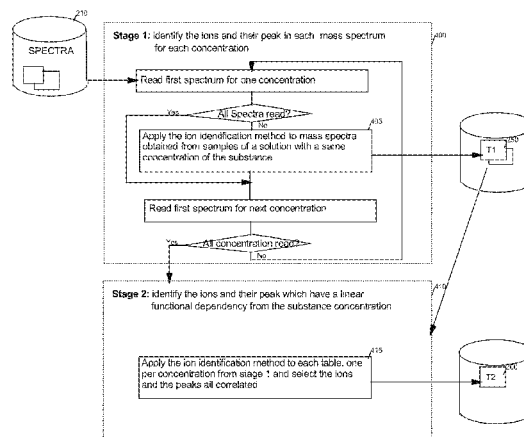 210
SPECTRA
Stage 1: identify the ions and their peak in each mass spectrum
for each concentration
400
Read first spectrum for one concentration
Yes
All Spectra read?
No
405
Apply the ion identification method to mass spectra
obtained from samples of a solution with a same
concentration of the substance
T1
Read first spectrum for next concentration
Yes
All concentration read?
No
Stage 2: identify the ions and their peak which have a linear
functional dependency from the substance concentration
410
415
Apply the ion identification method to each table, one
per concentration from stage 1 and select the ions
and the peaks all correlated
T2